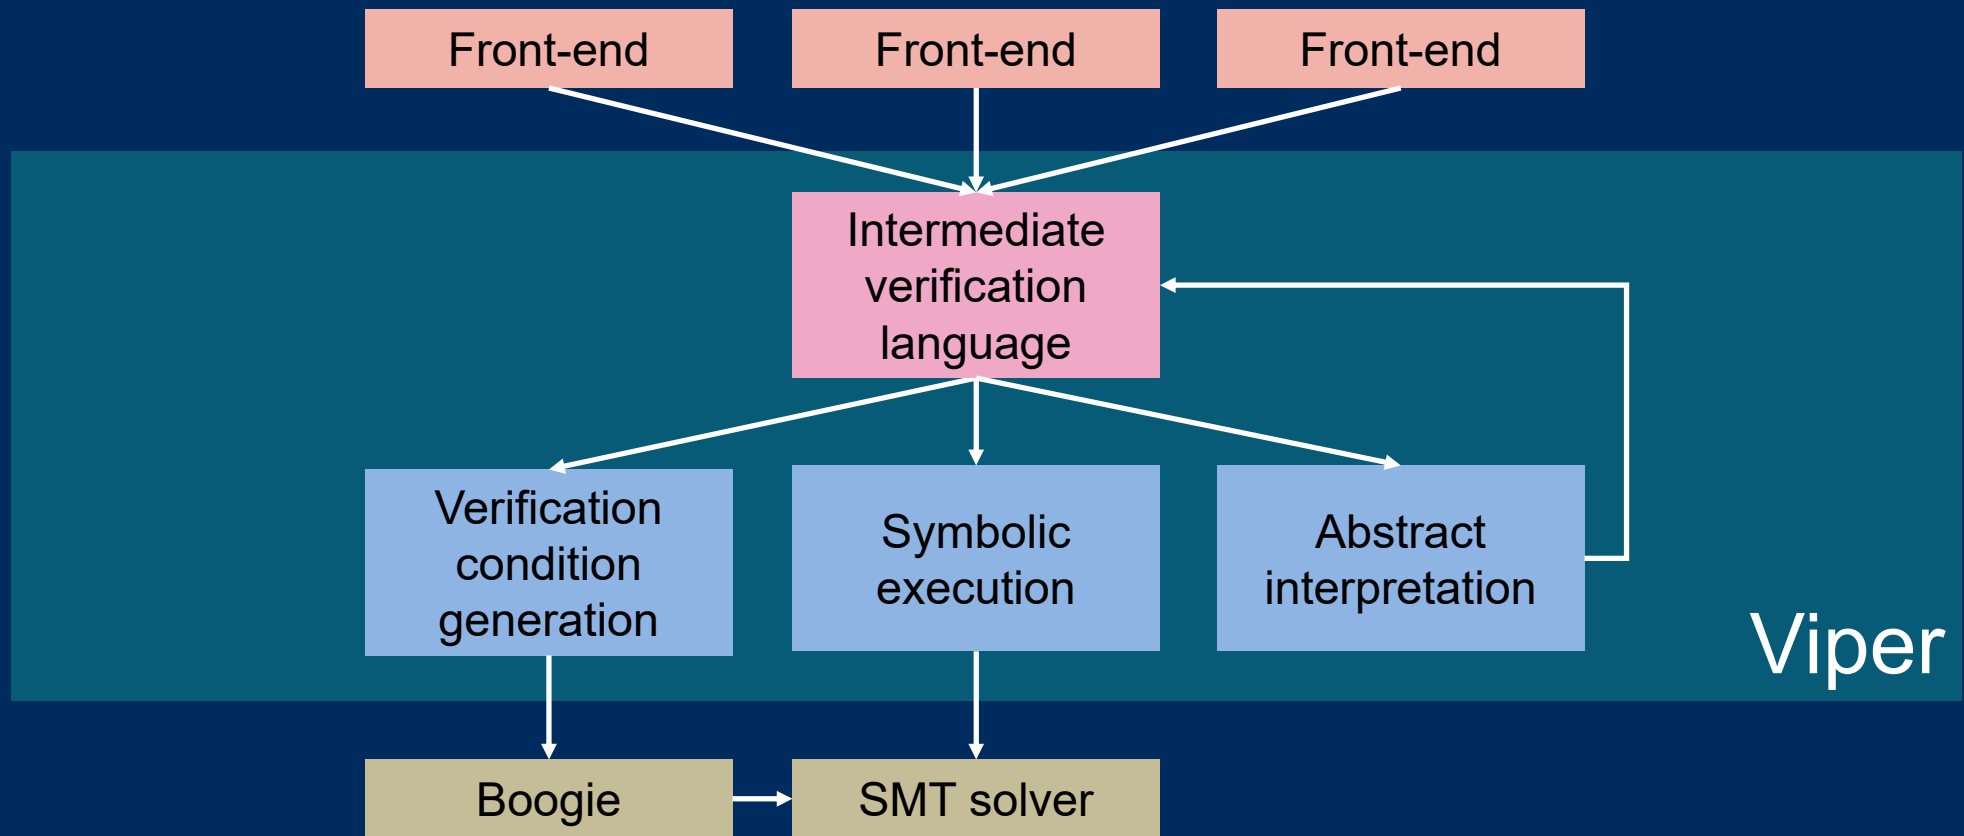 Front-end
Front-end
Front-end
Intermediate
verification
language
Verification
condition
generation
Symbolic
execution
Abstract
interpretation
Viper
Boogie
SMT solver